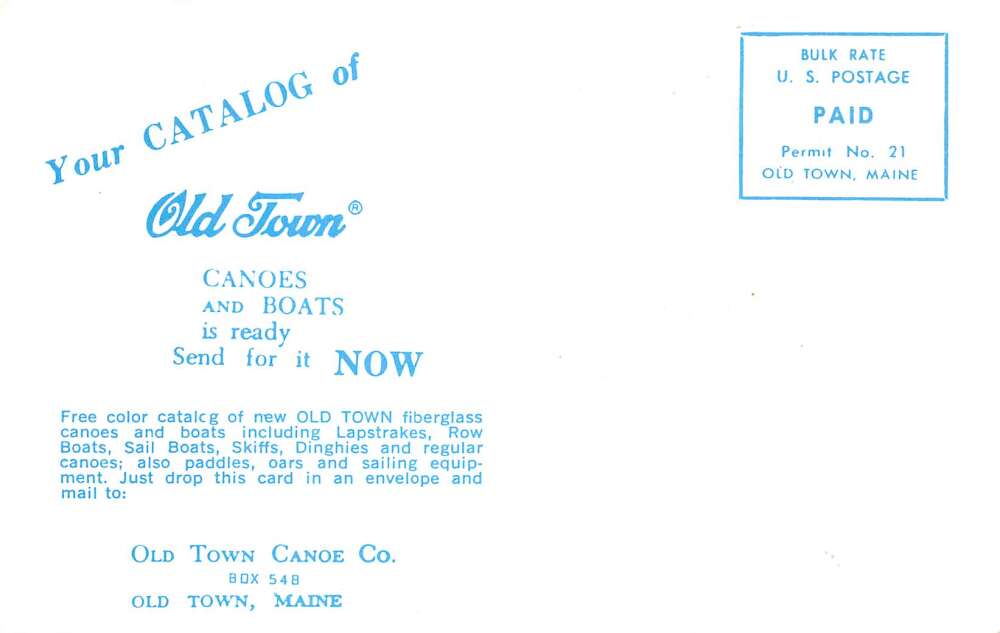 Your CATALOG of
Old Town®
CANOES
AND BOATS
is ready
Send for it NOW
Free color catalcg of new OLD TOWN fiberglass
canoes and boats including Lapstrakes, Row
Boats, Sail Boats, Skiffs, Dinghies and regular
canoes; also paddles, oars and sailing equip-
ment. Just drop this card in an envelope and
mail to:
OLD TOWN CANOE CO.
BOX 548
OLD TOWN, MAINE
BULK RATE
U. S. POSTAGE
PAID
Permit No. 21
OLD TOWN, MAINE